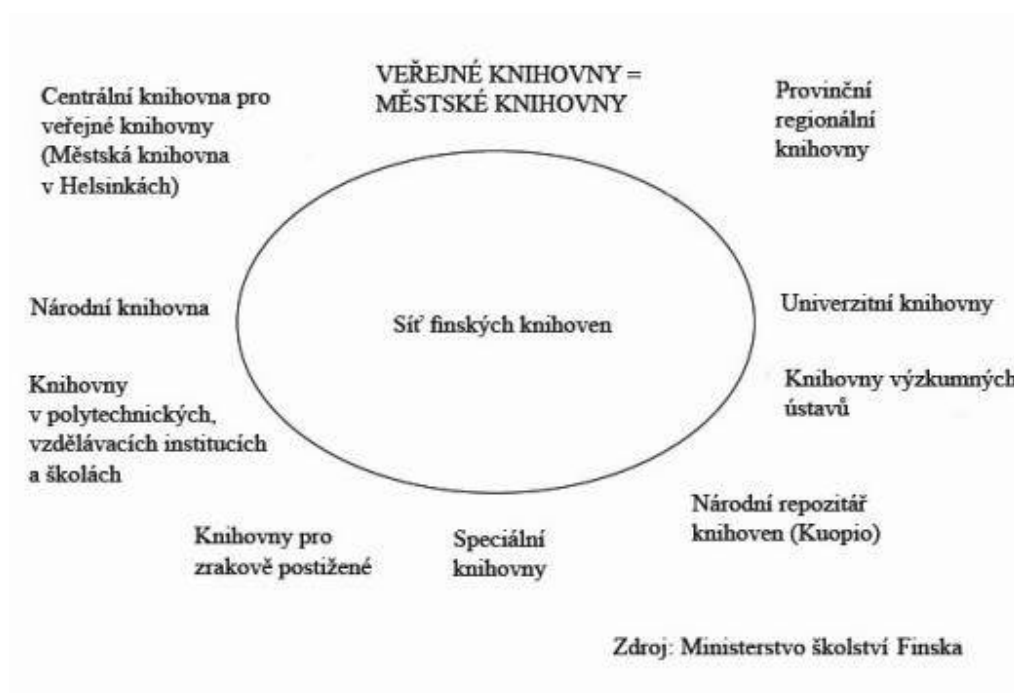 VEŘEJNÉ KNIHOVNY =
MĚSTSKÉ KNIHOVNY
Centrální knihovna pro
veřejné knihovny
(Městská knihovna
v Helsinkách)
Provinční
regionální
knihovny
Národní knihovna
Síť finských knihoven
Univerzitní knihovny
Knihovny
v polytechnických,
vzdělávacích institucích
a školách
Knihovny výzkumných
ústavů
Národní repozitář
knihoven (Kuopio)
Knihovny pro
zrakově postižené
Speciální
knihovny
Zdroj: Ministerstvo školství Finska